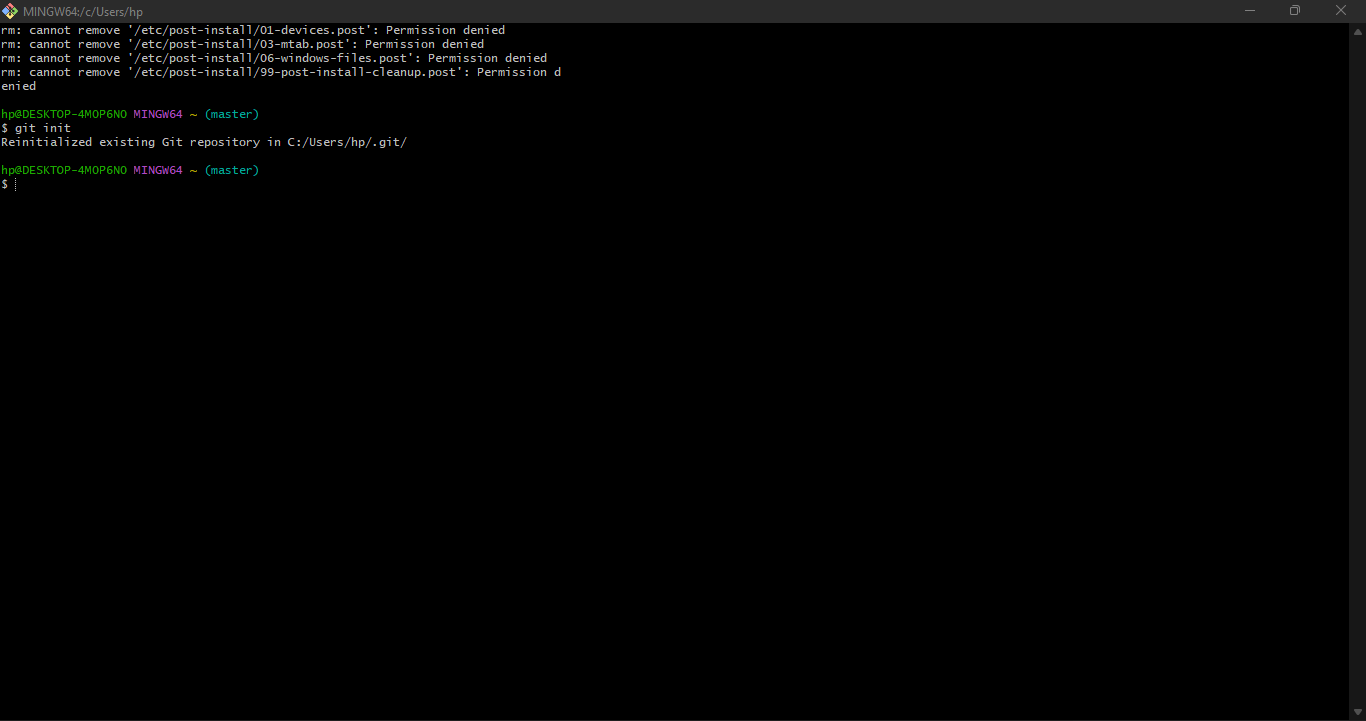 MINGW64:/c/Users/hp
rm: cannot remove '/etc/post-install/01-devices.post': Permission denied
rm: cannot remove '/etc/post-install/03-mtab.post': Permission denied
rm: cannot remove '/etc/post-install/06-windows-files.post': Permission denied
rm: cannot remove '/etc/post-install/99-post-install-cleanup.post': Permission d
enied
hp@DESKTOP-4MOP6NO MINGW64 ~ (master)
$ git init
Reinitialized existing Git repository in C:/Users/hp/.git/
hp@DESKTOP-4MOP6NO MINGW64 ~ (master)
$